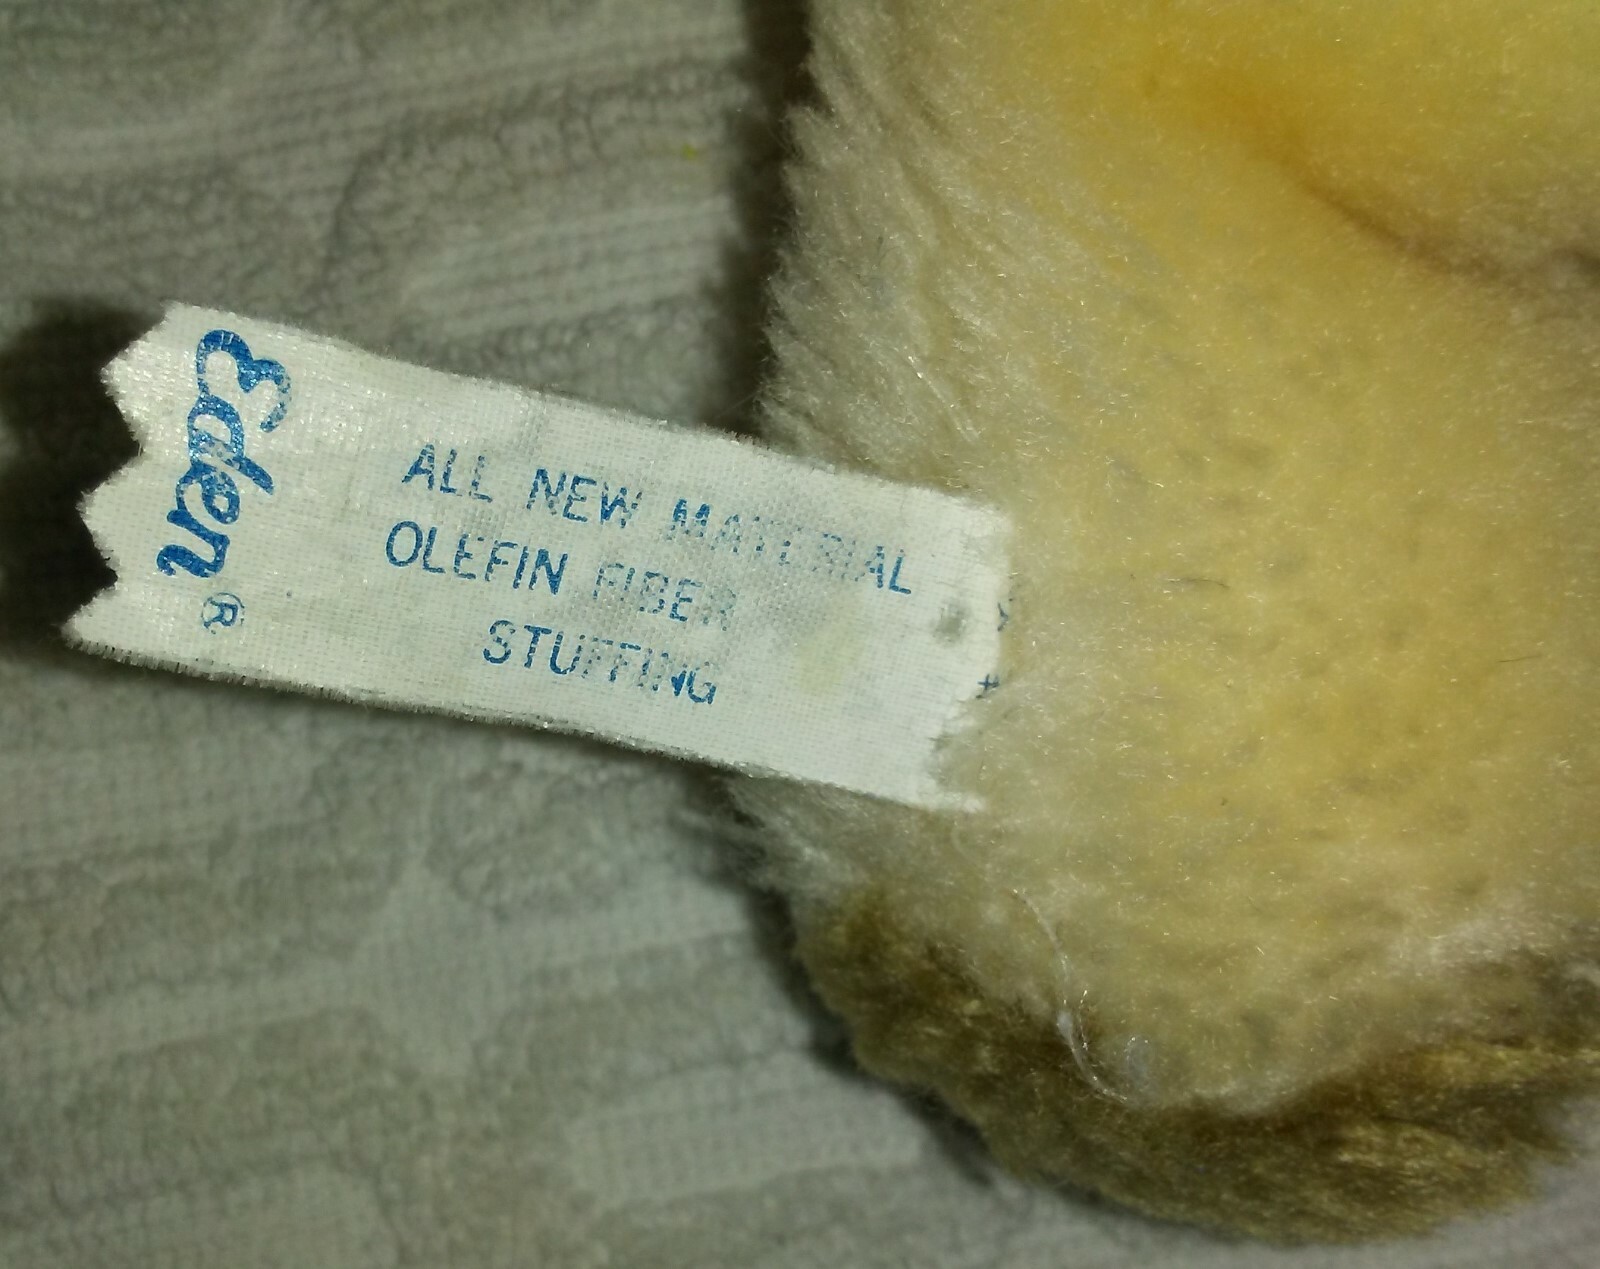 Eden®
ALL NEW MATERIAL
OLEFIN FIBER
STUFFING